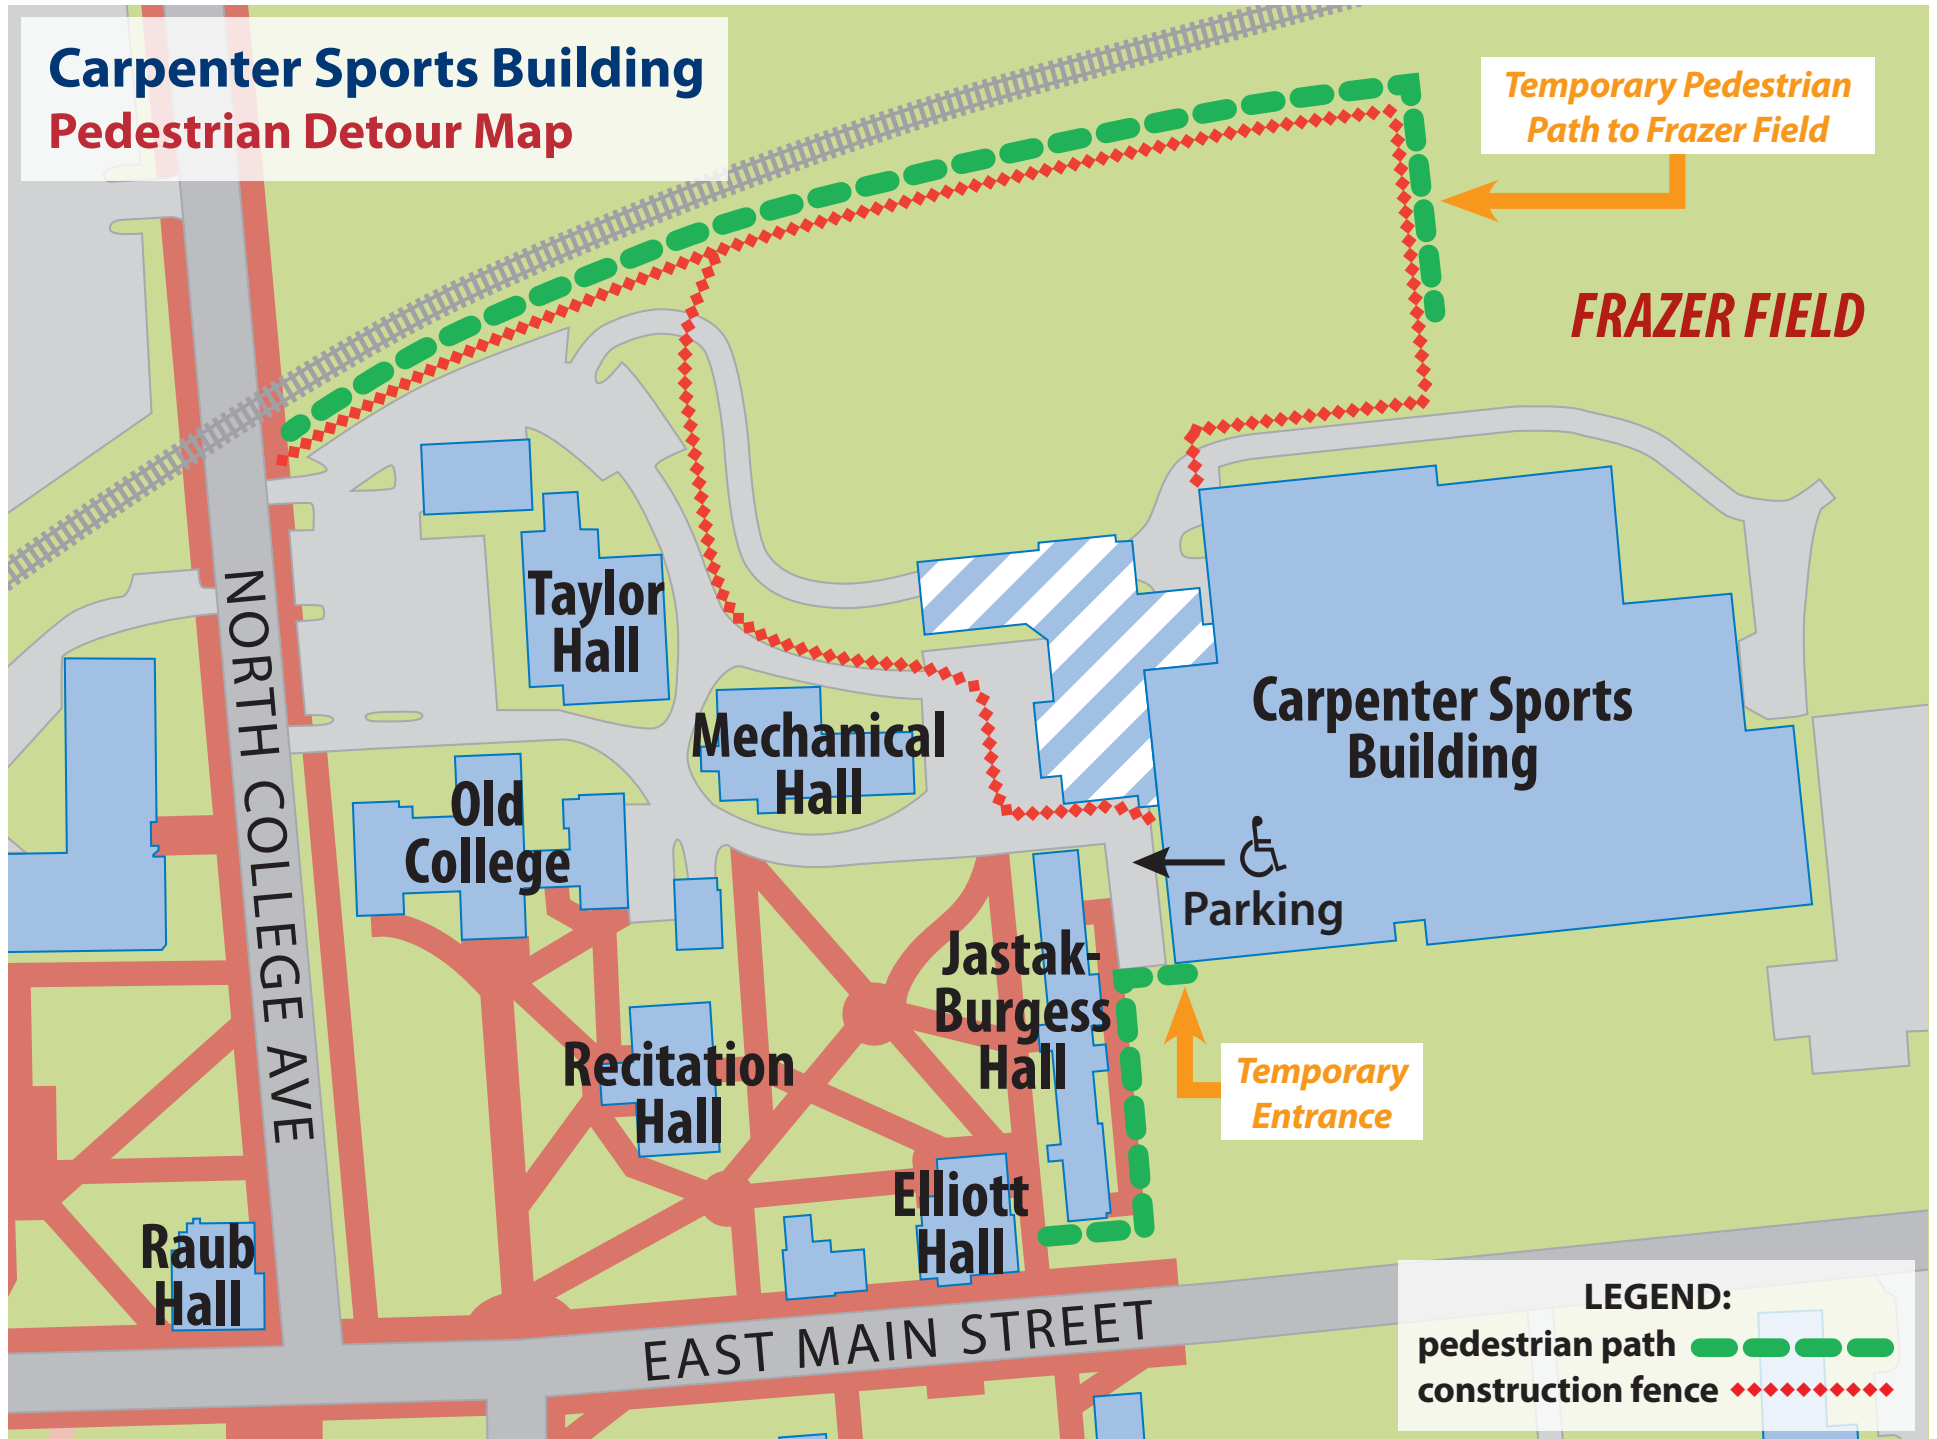 Carpenter Sports Building
Pedestrian Detour Map
Temporary Pedestrian
Path to Frazer Field
FRAZER FIELD
Taylor
Hall
Mechanical
Hall
Carpenter Sports
Building
Old
College
Parking
NORTH COLLEGE AVE
Jastak-
Burgess
Hall
Recitation
Hall
Temporary
Entrance
Elliott
Hall
Raub
Hall
EAST MAIN STREET
LEGEND:
pedestrian path
construction fence